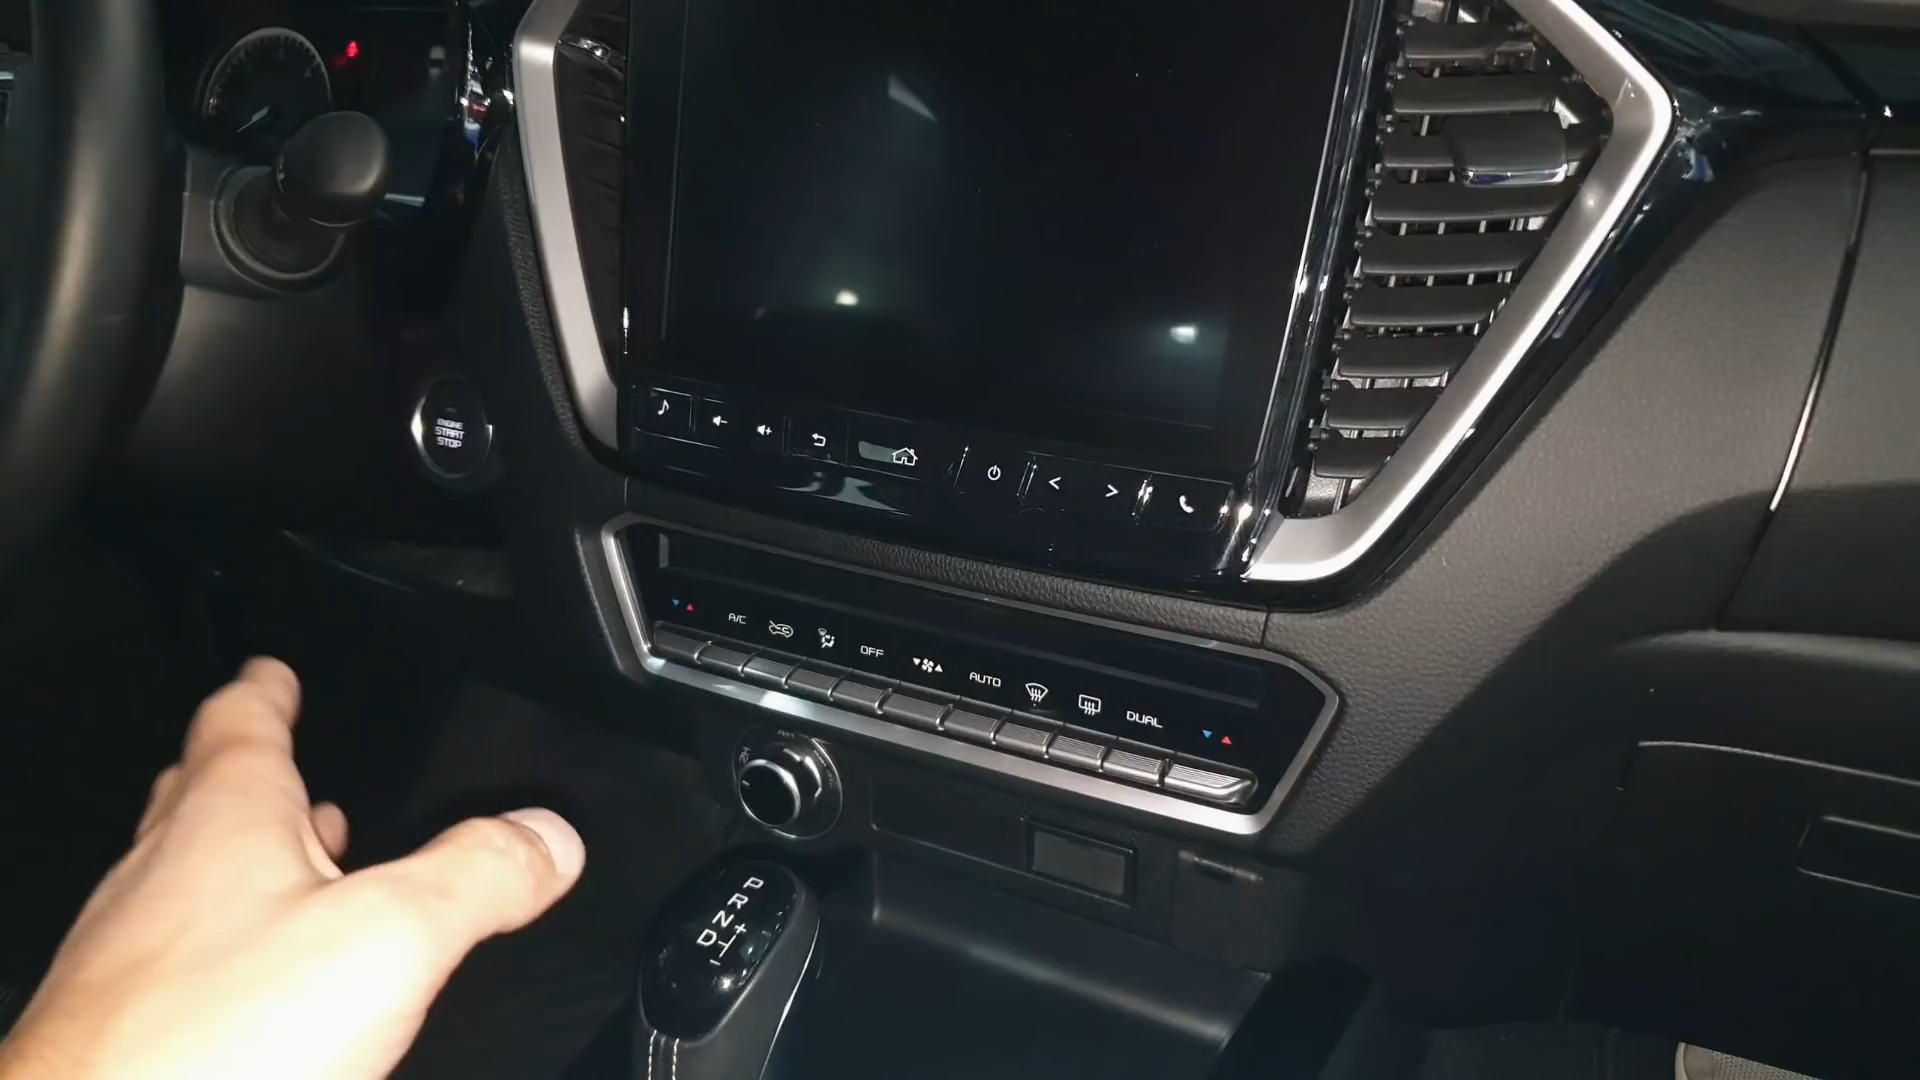 ENGINE
START
STOP
A/C
OFF
AUTO
DUAL
P
R
N
D
+
-